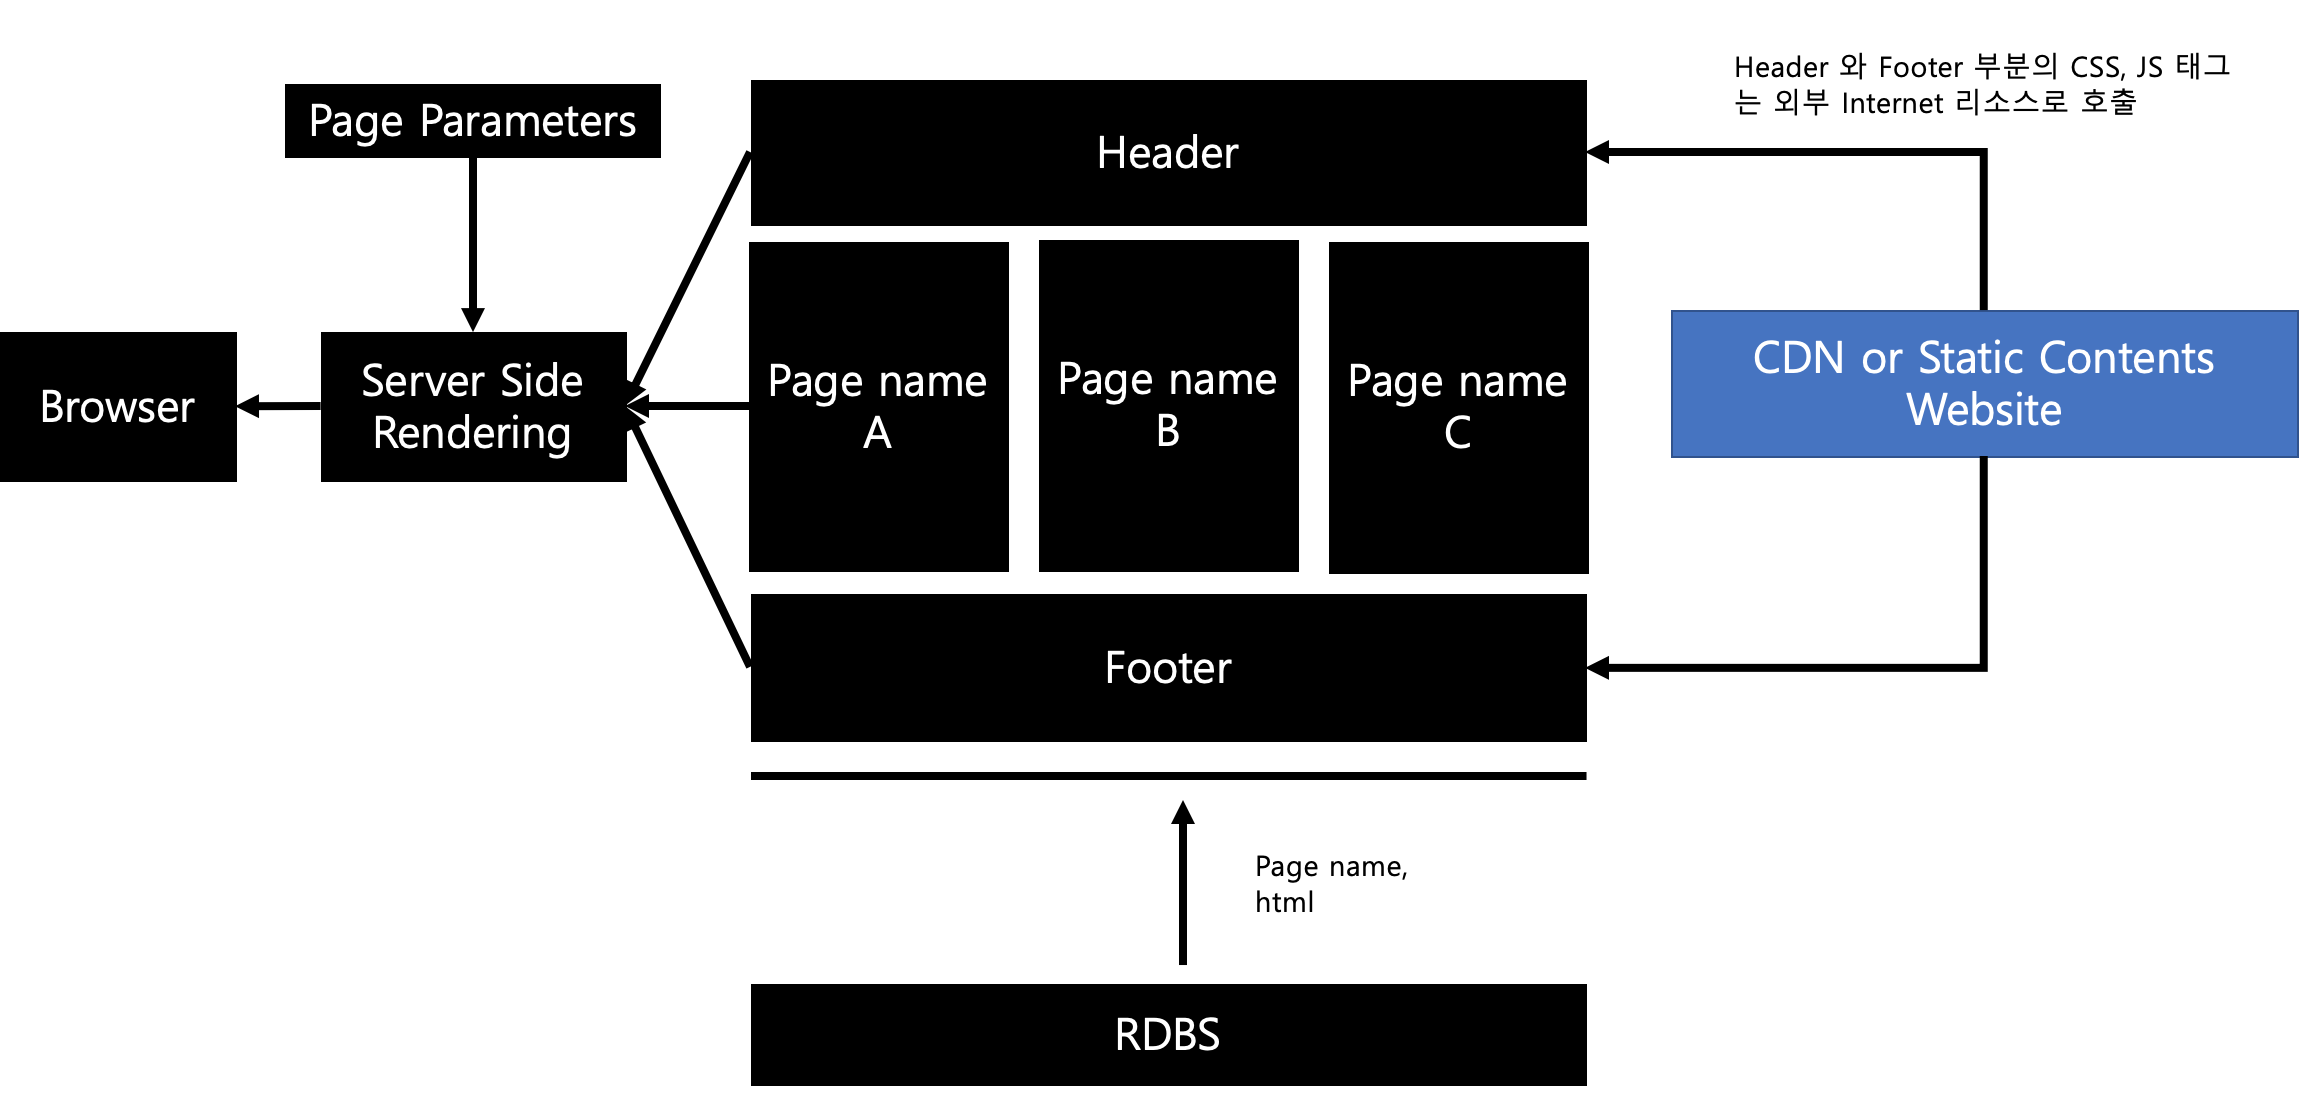 Header 와 Footer 부분의 CSS, JS 태그
는 외부 Internet 리소스로 호출
Page Parameters
Header
Browser
Server Side
Rendering
Page name
A
Page name
B
Page name
C
CDN or Static Contents
Website
Footer
Page name,
html
RDBS